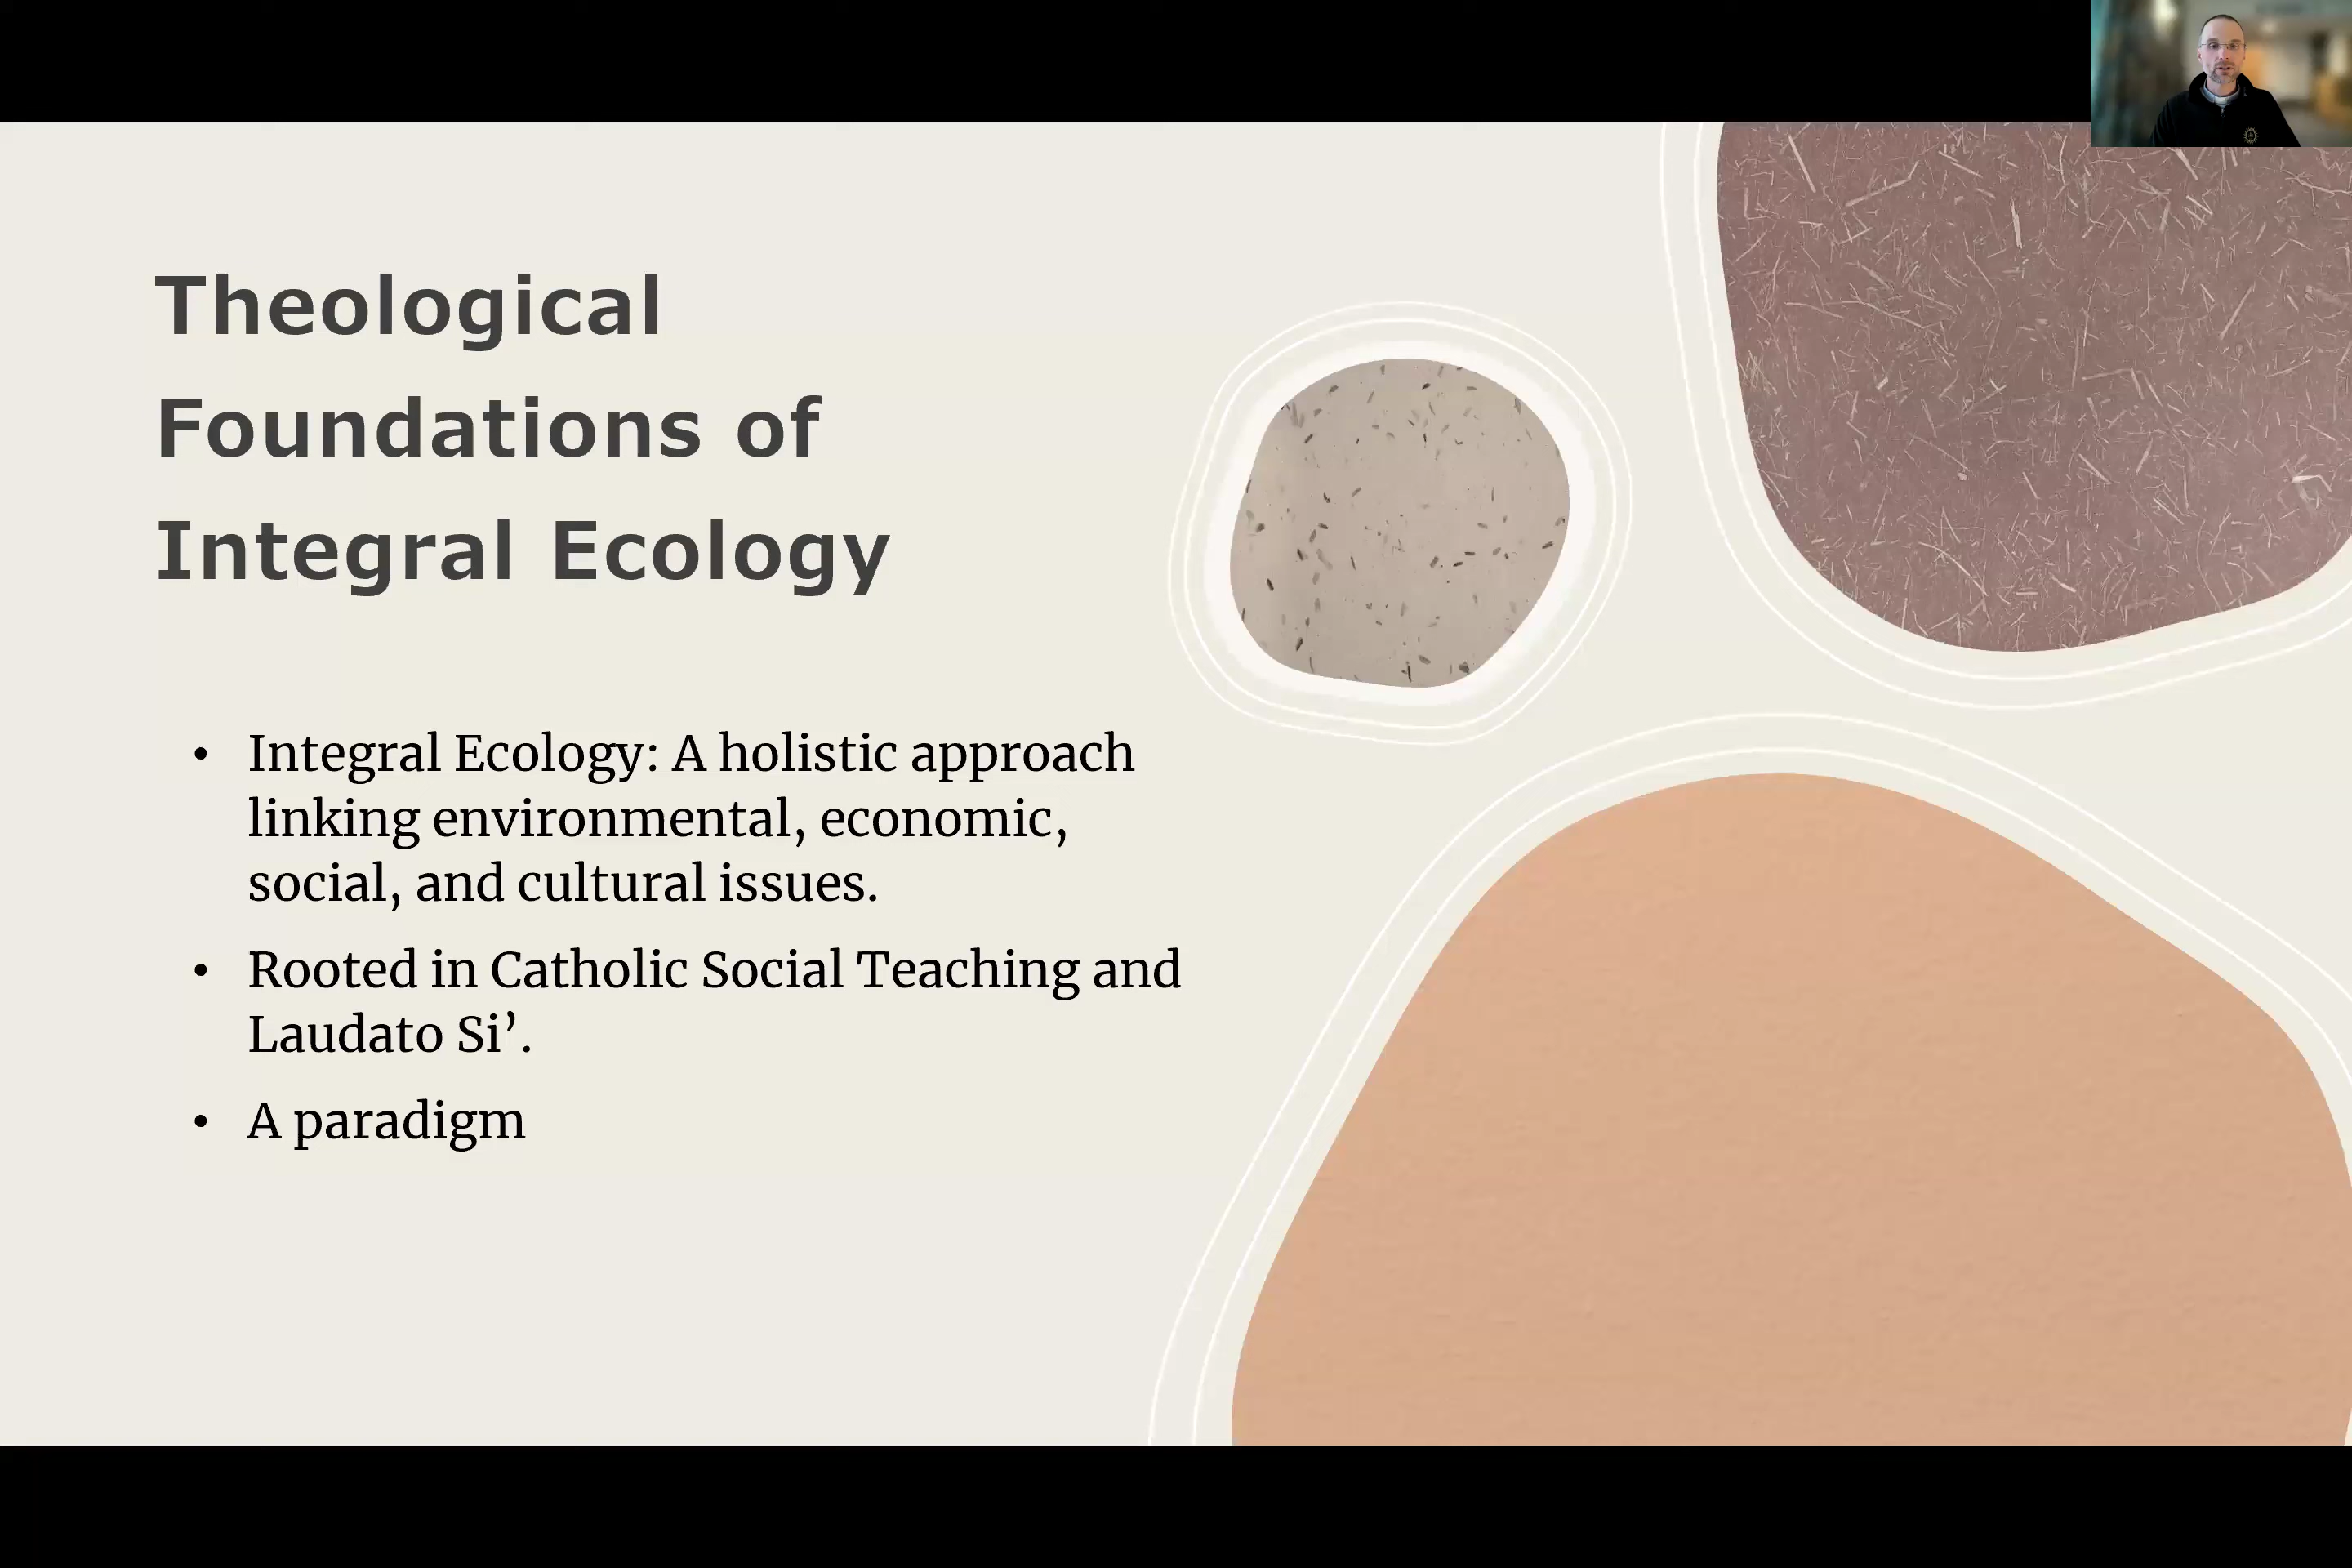 Theological
Foundations of
Integral Ecology
• Integral Ecology: A holistic approach
linking environmental, economic,
social, and cultural issues.
• Rooted in Catholic Social Teaching and
Laudato Si’.
• A paradigm